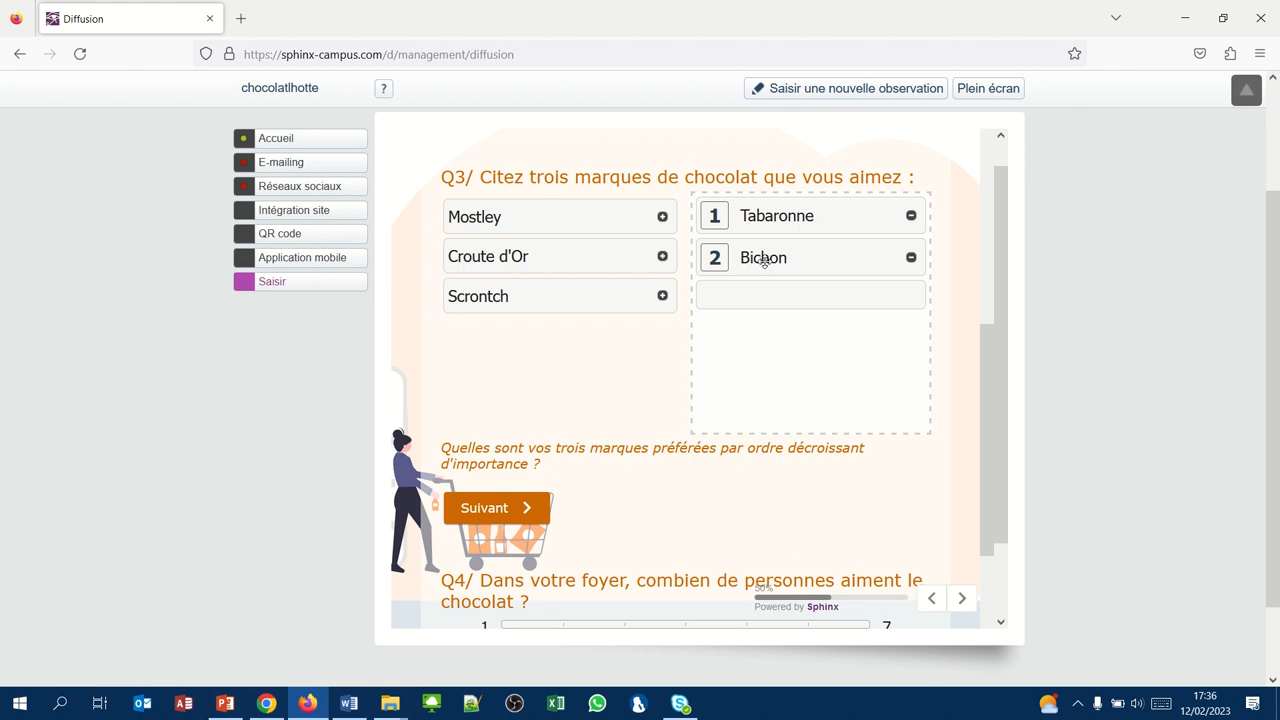 Diffusion
https://sphinx-campus.com/d/management/diffusion
chocolatlhotte
?
Saisir une nouvelle observation
Plein écran
Accueil
E-mailing
Réseaux sociaux
Intégration site
QR code
Application mobile
Saisir
Q3/ Citez trois marques de chocolat que vous aimez :
Mostley
Croute d'Or
Scrontch
1 Tabaronne
2 Bichon
Quelles sont vos trois marques préférées par ordre décroissant
d'importance ?
Suivant
Q4/ Dans votre foyer, combien de personnes aiment le
chocolat ?
50%
Powered by Sphinx
1
7
17:36
12/02/2023